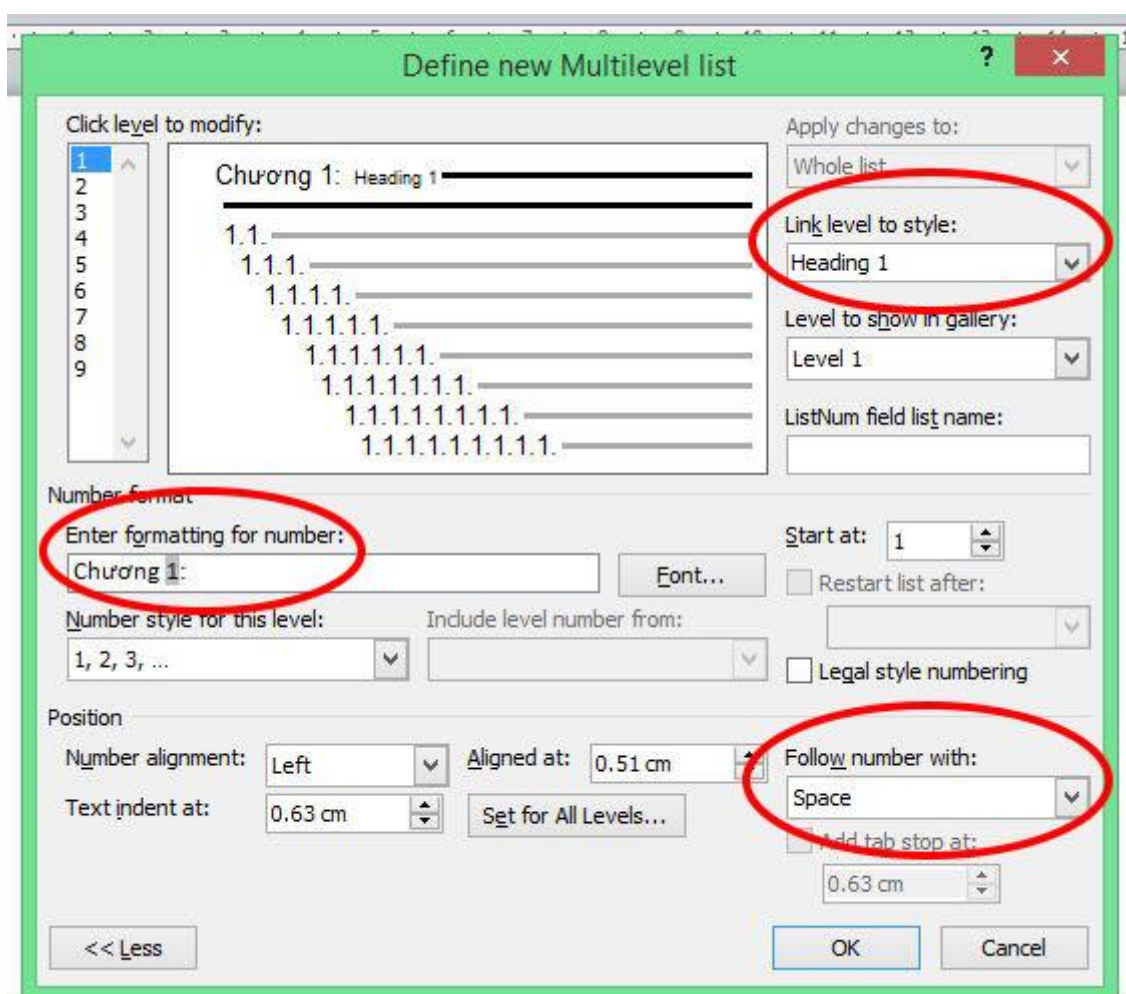 Define new Multilevel list
?
×
Click level to modify:
Apply changes to:
1
2
3
4
5
6
7
8
9
Chương 1: Heading 1
1.1.
1.1.1.
1.1.1.1.
1.1.1.1.1.
1.1.1.1.1.1.
1.1.1.1.1.1.1.
1.1.1.1.1.1.1.1.
1.1.1.1.1.1.1.1.1.
Whole list
Link level to style:
Heading 1
Level to show in gallery:
Level 1
ListNum field list name:
Number format
Enter formatting for number:
Chương 1:
Font...
Start at: 1
Restart list after:
Number style for this level:
Include level number from:
1, 2, 3, ...
Legal style numbering
Position
Number alignment: Left
Aligned at: 0.51 cm
Follow number with:
Space
Text indent at: 0.63 cm
Set for All Levels...
Add tab stop at:
0.63 cm
<< Less
OK
Cancel